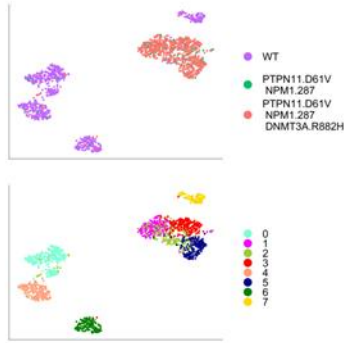 WT
PTPN11.D61V
NPM1.287
PTPN11.D61V
NPM1.287
DNMT3A.R882H
0
1
2
3
4
5
6
7